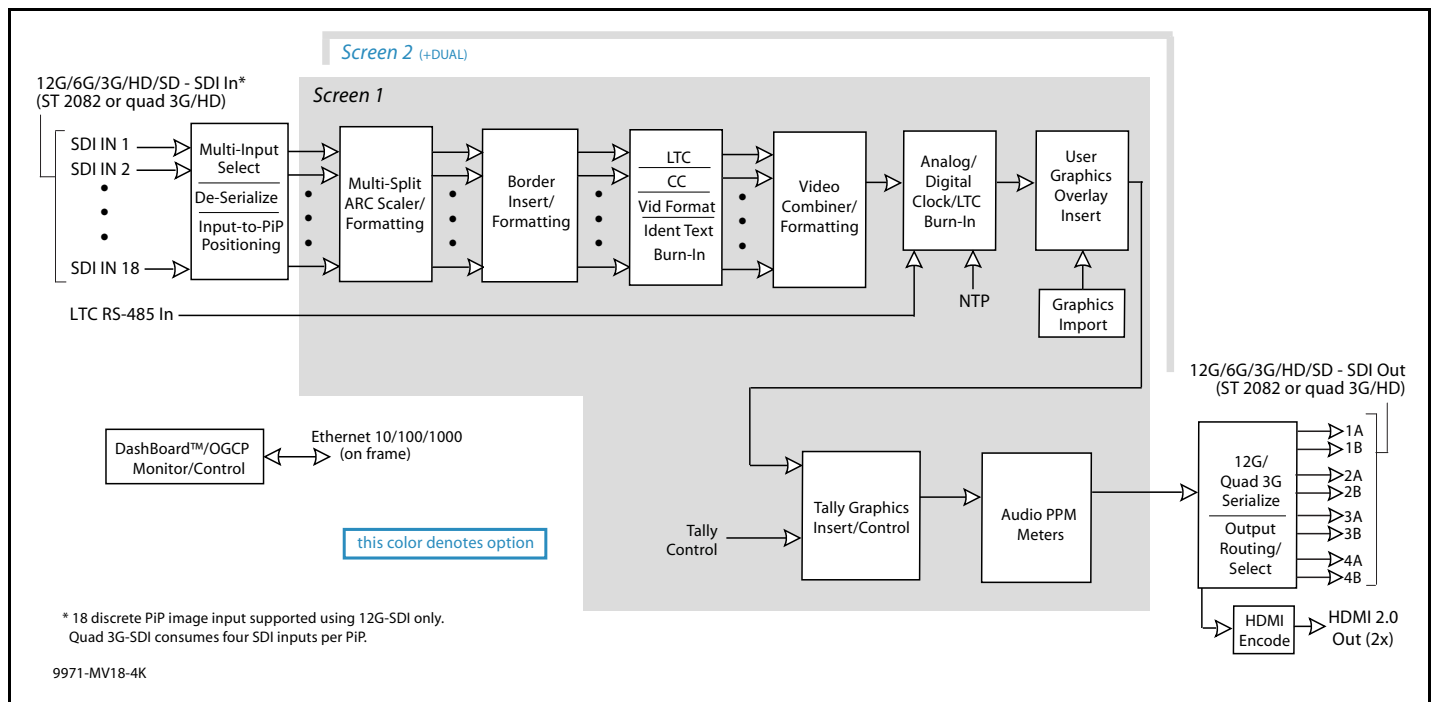 Screen 2 (+DUAL)
12G/6G/3G/HD/SD - SDI In*
(ST 2082 or quad 3G/HD)
Screen 1
SDI IN 1
SDI IN 2
SDI IN 18
Multi-Input
Select
De-Serialize
Input-to-PiP
Positioning
Multi-Split
ARC Scaler/
Formatting
Border
Insert/
Formatting
LTC
CC
Vid Format
Ident Text
Burn-In
Video
Combiner/
Formatting
Analog/
Digital
Clock/LTC
Burn-In
User
Graphics
Overlay
Insert
LTC RS-485 In
NTP
Graphics
Import
12G/6G/3G/HD/SD - SDI Out
(ST 2082 or quad 3G/HD)
DashBoard™/OGCP
Monitor/Control
Ethernet 10/100/1000
(on frame)
Tally
Control
Tally Graphics
Insert/Control
Audio PPM
Meters
12G/
Quad 3G
Serialize
Output
Routing/
Select
1A
1B
2A
2B
3A
3B
4A
4B
this color denotes option
HDMI
Encode
HDMI 2.0
Out (2x)
* 18 discrete PiP image input supported using 12G-SDI only.
Quad 3G-SDI consumes four SDI inputs per PiP.
9971-MV18-4K